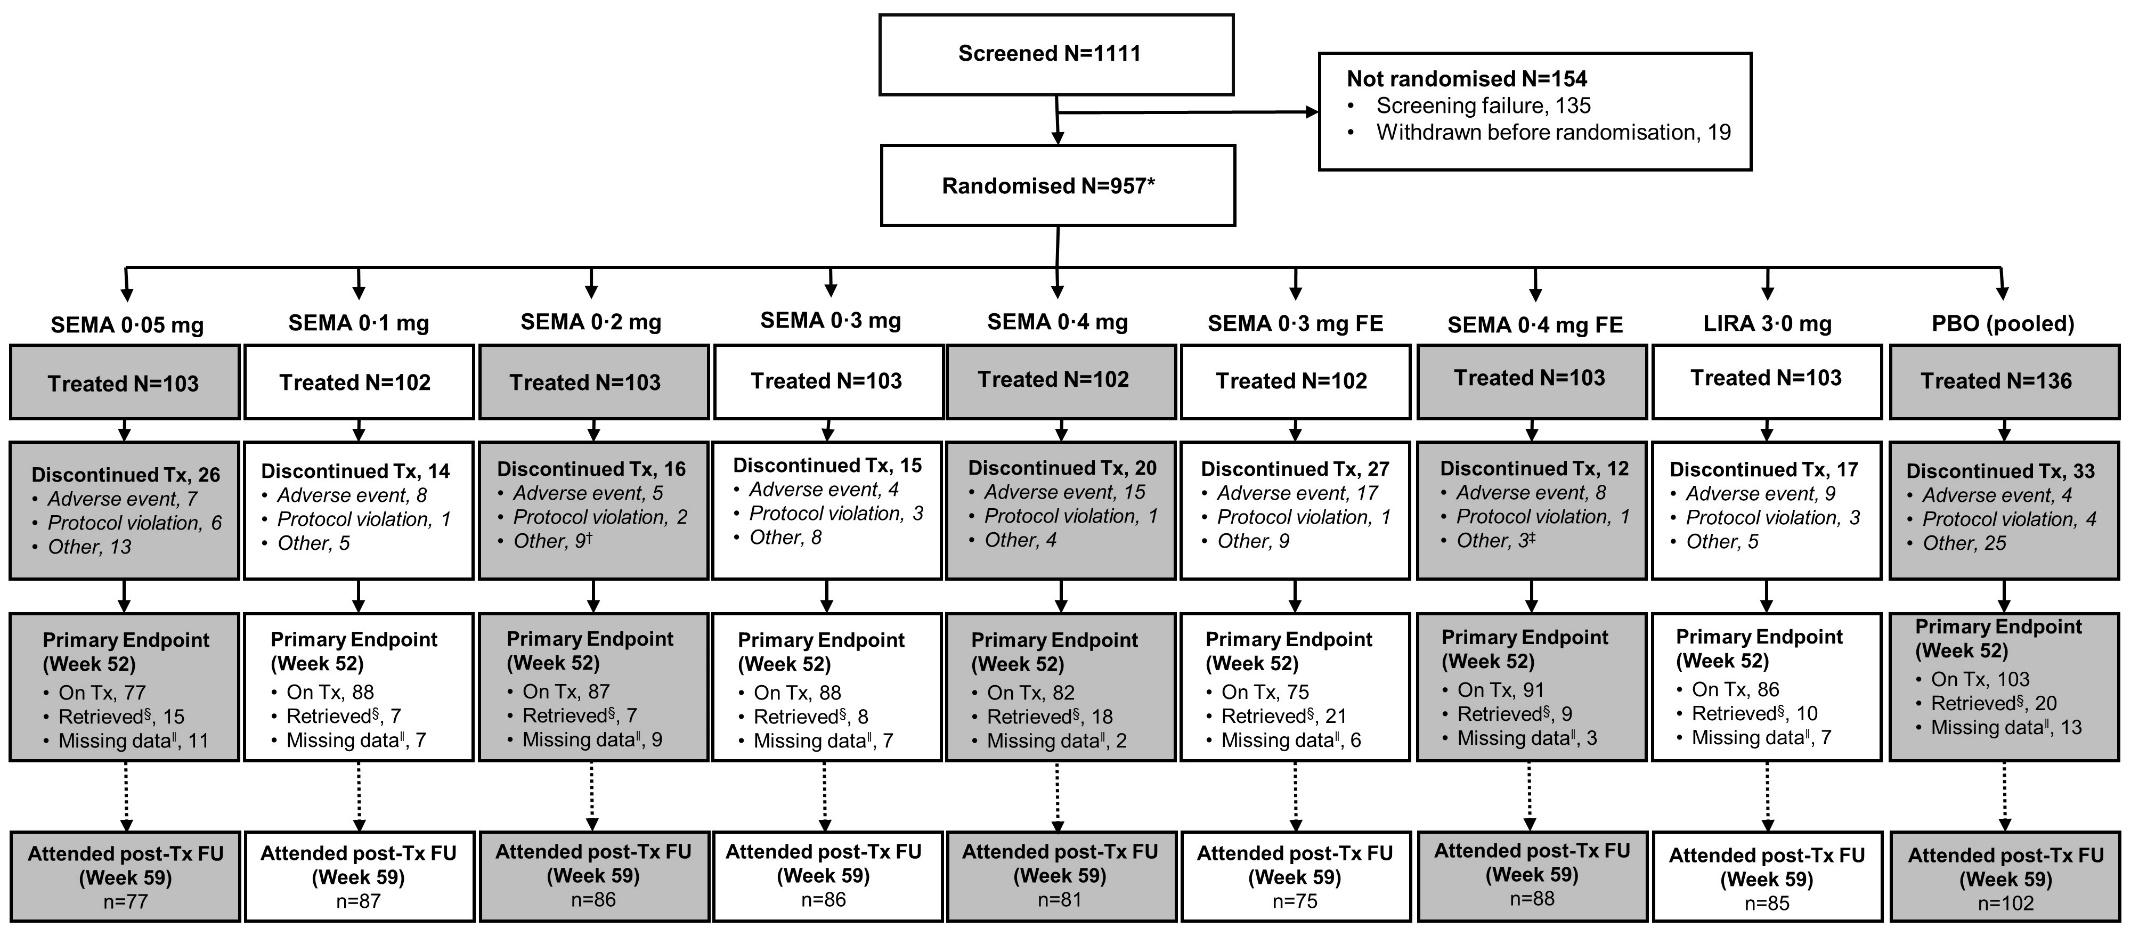 Screened N=1111
Not randomised N=154
• Screening failure, 135
• Withdrawn before randomisation, 19
Randomised N=957*
SEMA 0·05 mg
Treated N=103
Discontinued Tx, 26
• Adverse event, 7
• Protocol violation, 6
• Other, 13
Primary Endpoint
(Week 52)
• On Tx, 77
• Retrieved§, 15
• Missing data‖, 11
Attended post-Tx FU
(Week 59)
n=77
SEMA 0·1 mg
Treated N=102
Discontinued Tx, 14
• Adverse event, 8
• Protocol violation, 1
• Other, 5
Primary Endpoint
(Week 52)
• On Tx, 88
• Retrieved§, 7
• Missing data‖, 7
Attended post-Tx FU
(Week 59)
n=87
SEMA 0·2 mg
Treated N=103
Discontinued Tx, 16
• Adverse event, 5
• Protocol violation, 2
• Other, 9†
Primary Endpoint
(Week 52)
• On Tx, 87
• Retrieved§, 7
• Missing data‖, 9
Attended post-Tx FU
(Week 59)
n=86
SEMA 0·3 mg
Treated N=103
Discontinued Tx, 15
• Adverse event, 4
• Protocol violation, 3
• Other, 8
Primary Endpoint
(Week 52)
• On Tx, 88
• Retrieved§, 8
• Missing data‖, 7
Attended post-Tx FU
(Week 59)
n=86
SEMA 0·4 mg
Treated N=102
Discontinued Tx, 20
• Adverse event, 15
• Protocol violation, 1
• Other, 4
Primary Endpoint
(Week 52)
• On Tx, 82
• Retrieved§, 18
• Missing data‖, 2
Attended post-Tx FU
(Week 59)
n=81
SEMA 0·3 mg FE
Treated N=102
Discontinued Tx, 27
• Adverse event, 17
• Protocol violation, 1
• Other, 9
Primary Endpoint
(Week 52)
• On Tx, 75
• Retrieved§, 21
• Missing data‖, 6
Attended post-Tx FU
(Week 59)
n=75
SEMA 0·4 mg FE
Treated N=103
Discontinued Tx, 12
• Adverse event, 8
• Protocol violation, 1
• Other, 3‡
Primary Endpoint
(Week 52)
• On Tx, 91
• Retrieved§, 9
• Missing data‖, 3
Attended post-Tx FU
(Week 59)
n=88
LIRA 3·0 mg
Treated N=103
Discontinued Tx, 17
• Adverse event, 9
• Protocol violation, 3
• Other, 5
Primary Endpoint
(Week 52)
• On Tx, 86
• Retrieved§, 10
• Missing data‖, 7
Attended post-Tx FU
(Week 59)
n=85
PBO (pooled)
Treated N=136
Discontinued Tx, 33
• Adverse event, 4
• Protocol violation, 4
• Other, 25
Primary Endpoint
(Week 52)
• On Tx, 103
• Retrieved§, 20
• Missing data‖, 13
Attended post-Tx FU
(Week 59)
n=102